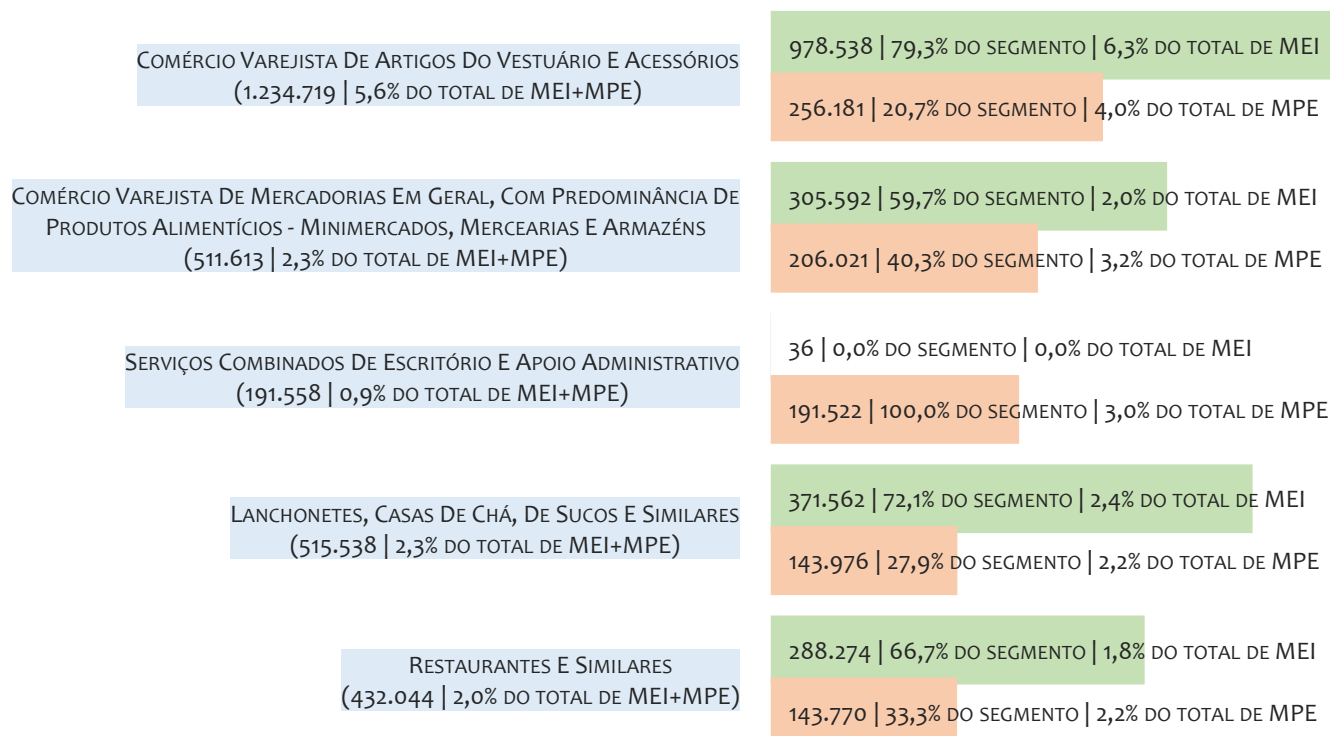 Comércio Varejista De Artigos Do Vestuário E Acessórios
(1.234.719 | 5,6% do total de MEI+MPE)
978.538 | 79,3% do segmento | 6,3% do total de MEI
256.181 | 20,7% do segmento | 4,0% do total de MPE
Comércio Varejista De Mercadorias Em Geral, Com Predominância De
Produtos Alimentícios - Minimercados, Mercearias E Armazéns
(511.613 | 2,3% do total de MEI+MPE)
305.592 | 59,7% do segmento | 2,0% do total de MEI
206.021 | 40,3% do segmento | 3,2% do total de MPE
Serviços Combinados De Escritório E Apoio Administrativo
(191.558 | 0,9% do total de MEI+MPE)
36 | 0,0% do segmento | 0,0% do total de MEI
191.522 | 100,0% do segmento | 3,0% do total de MPE
Lanchonetes, Casas De Chá, De Sucos E Similares
(515.538 | 2,3% do total de MEI+MPE)
371.562 | 72,1% do segmento | 2,4% do total de MEI
143.976 | 27,9% do segmento | 2,2% do total de MPE
Restaurantes E Similares
(432.044 | 2,0% do total de MEI+MPE)
288.274 | 66,7% do segmento | 1,8% do total de MEI
143.770 | 33,3% do segmento | 2,2% do total de MPE